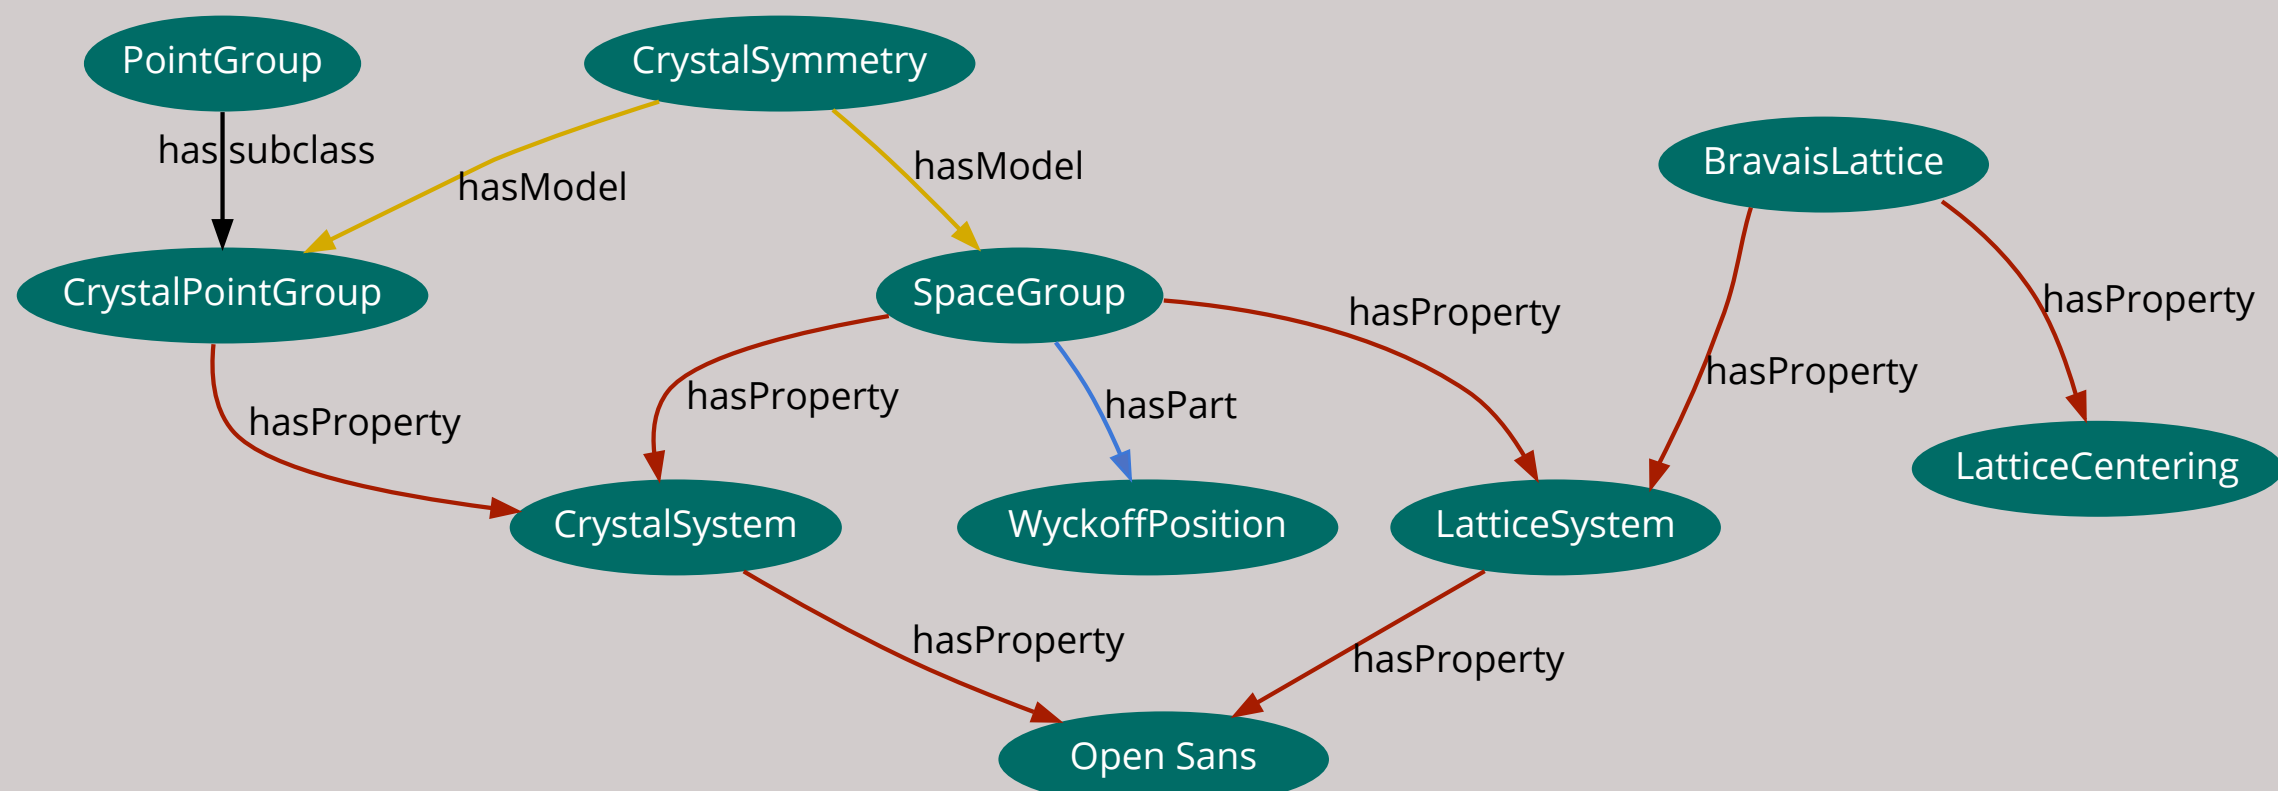 PointGroup
CrystalSymmetry
has subclass
hasModel
hasModel
BravaisLattice
CrystalPointGroup
SpaceGroup
hasProperty
hasProperty
hasProperty
hasProperty
hasPart
hasProperty
LatticeCentering
CrystalSystem
WyckoffPosition
LatticeSystem
hasProperty
hasProperty
Open Sans